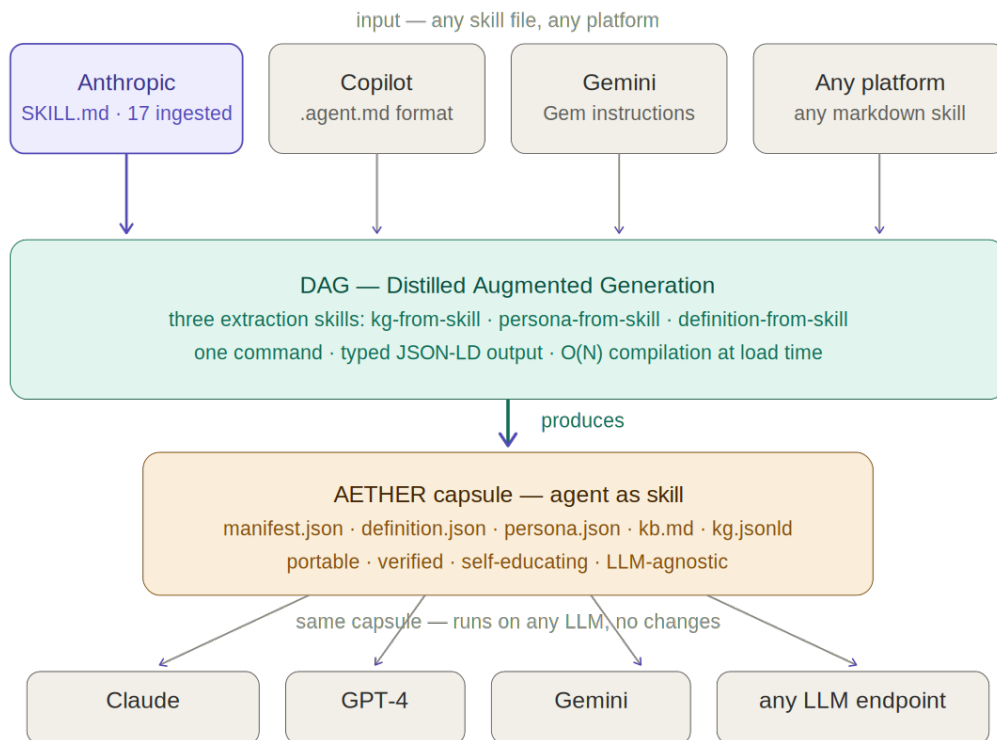 input — any skill file, any platform
Anthropic
SKILL.md · 17 ingested
Copilot
.agent.md format
Gemini
Gem instructions
Any platform
any markdown skill
DAG — Distilled Augmented Generation
three extraction skills: kg-from-skill · persona-from-skill · definition-from-skill
one command · typed JSON-LD output · O(N) compilation at load time
produces
AETHER capsule — agent as skill
manifest.json · definition.json · persona.json · kb.md · kg.jsonld
portable · verified · self-educating · LLM-agnostic
same capsule — runs on any LLM, no changes
Claude
GPT-4
Gemini
any LLM endpoint